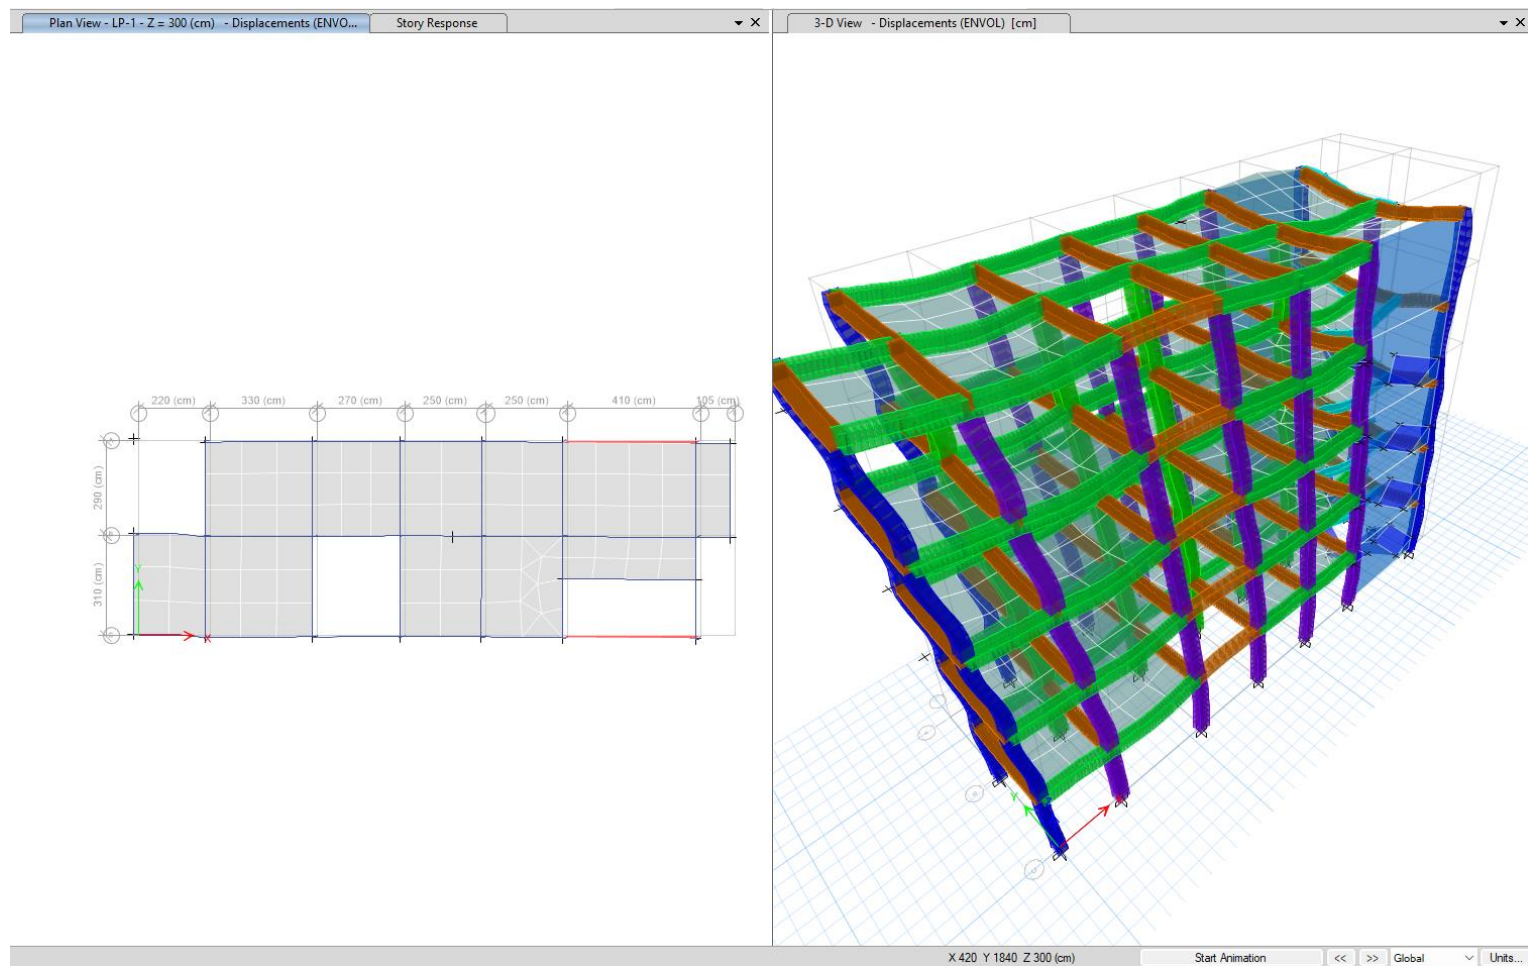 Plan View - LP-1 - Z = 300 (cm) - Displacements (ENVO...
Story Response
3-D View - Displacements (ENVOL) [cm]
220 (cm)
330 (cm)
270 (cm)
250 (cm)
250 (cm)
410 (cm)
105 (cm)
290 (cm)
310 (cm)
Y
X
Y
X 420 Y 1840 Z 300 (cm)
Start Animation
<<
>>
Global
Units...